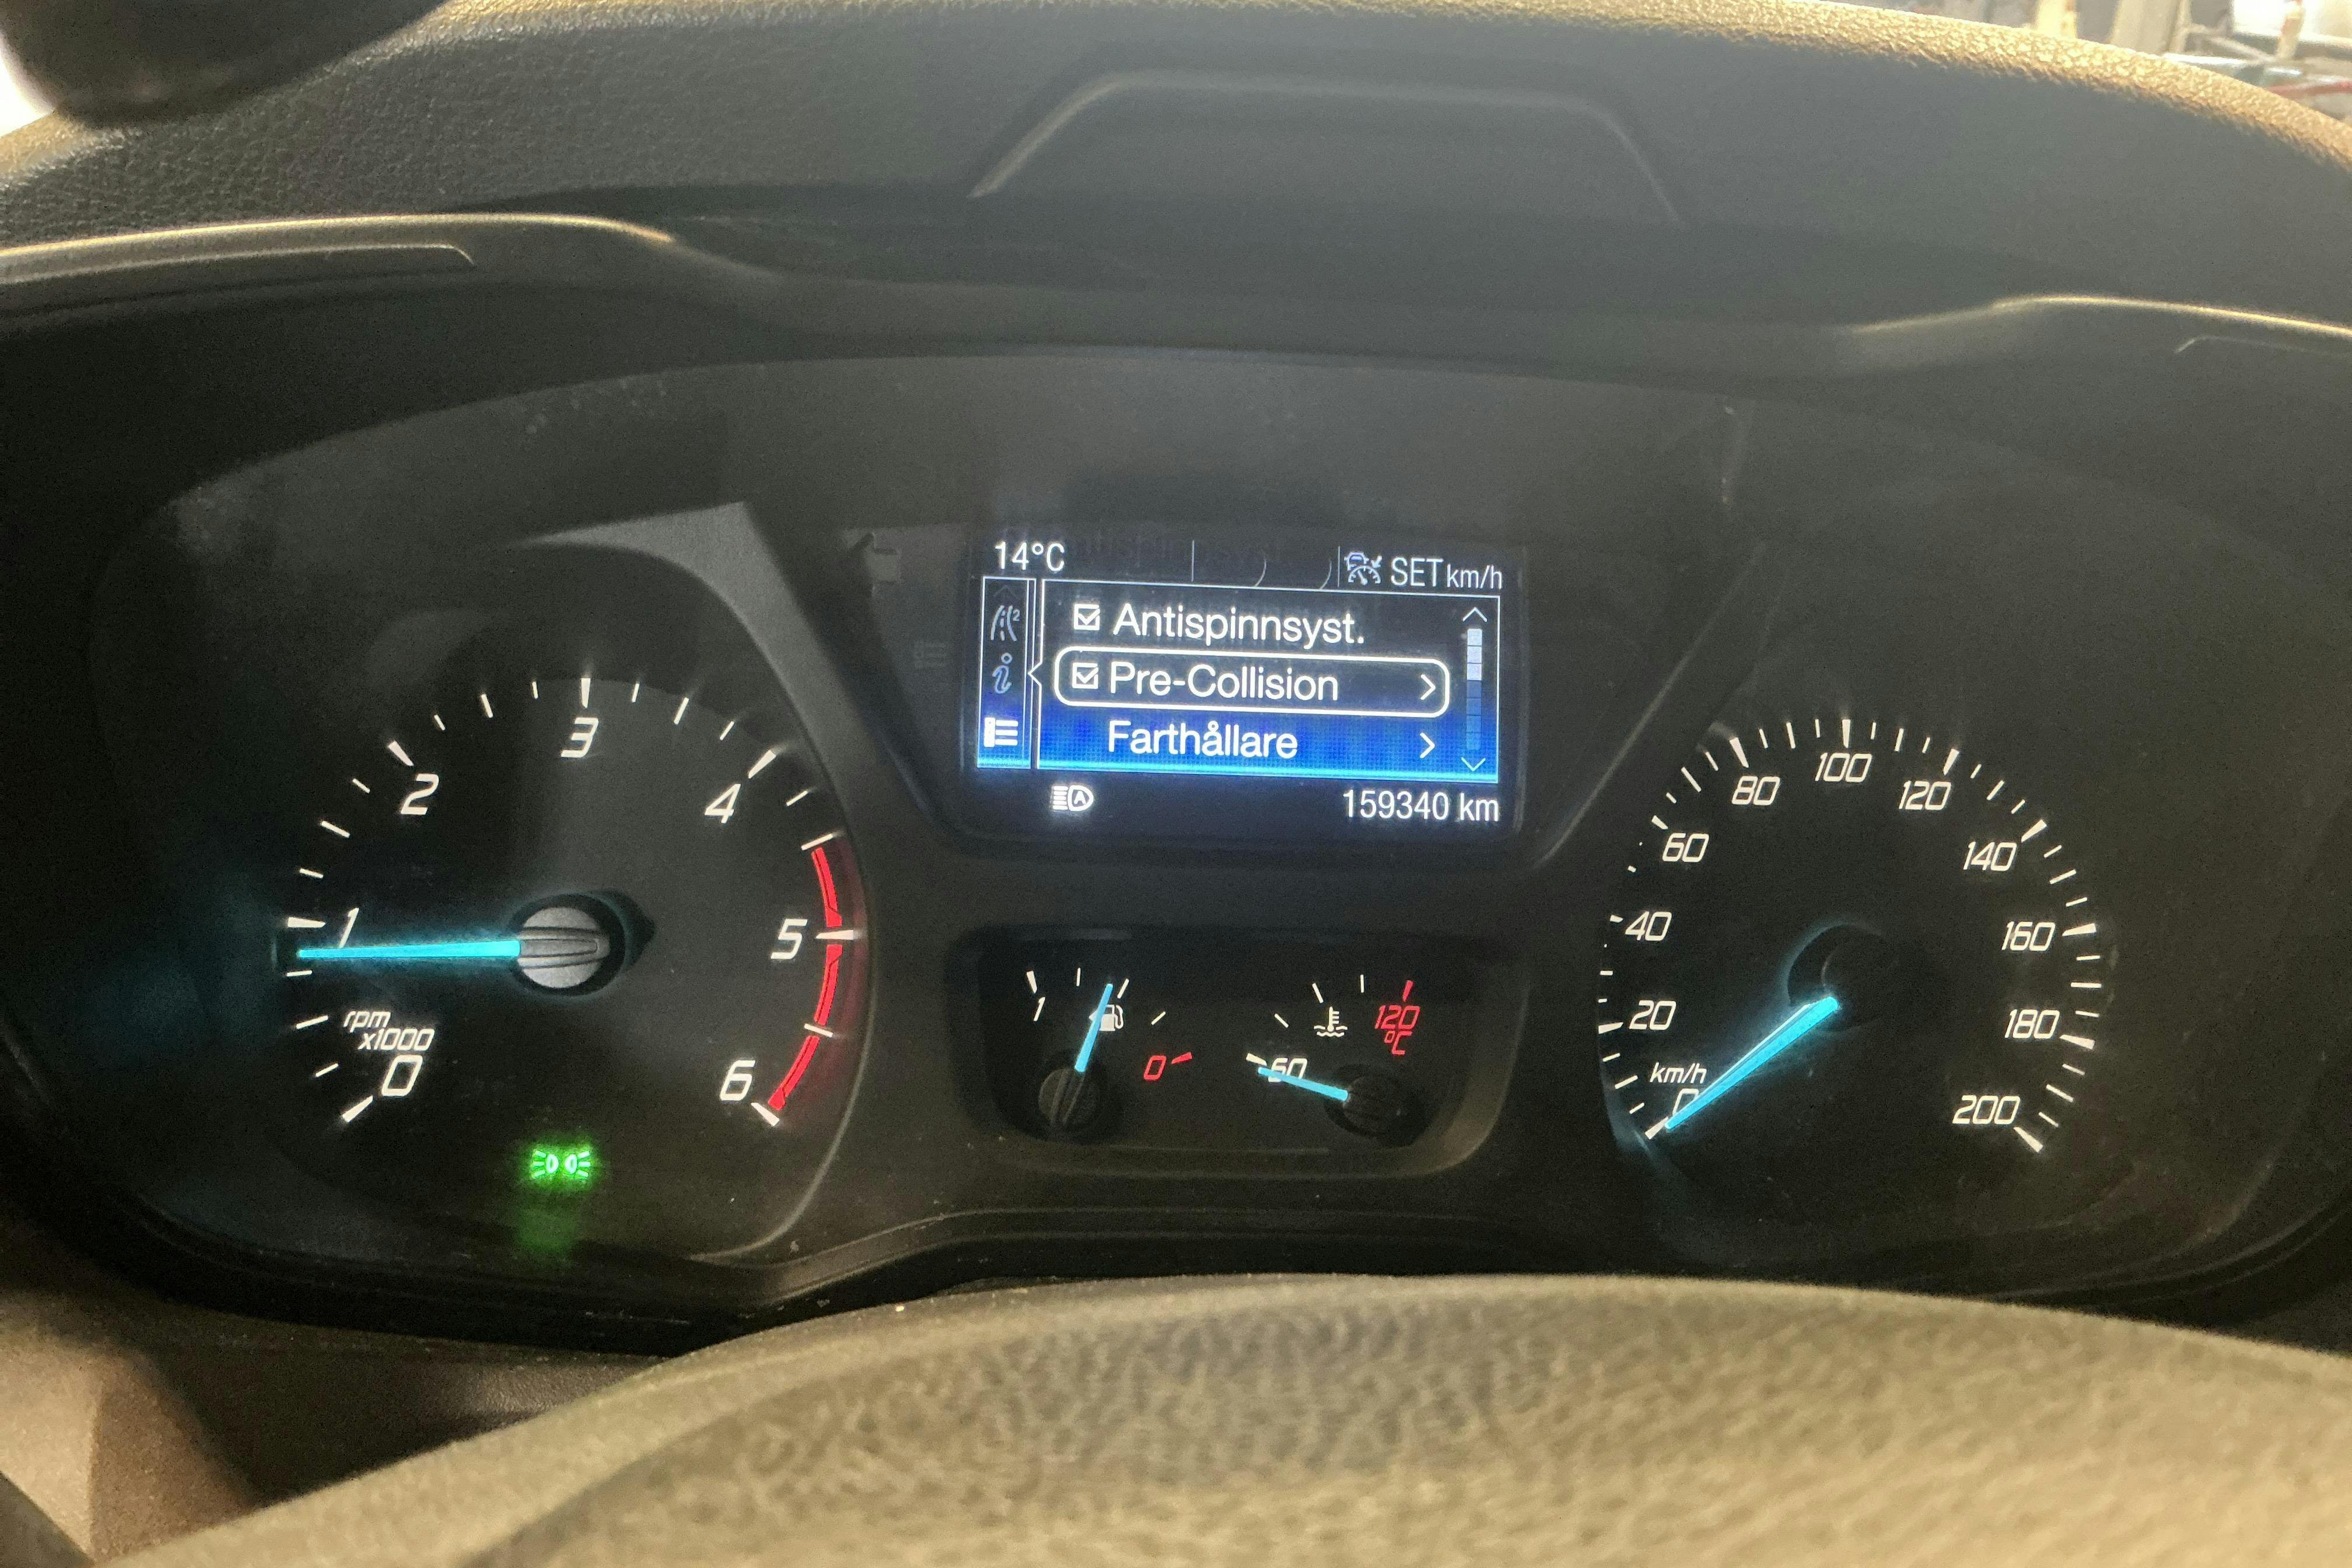 14°C
SET km/h
Antispinnsyst.
Pre-Collision
Farthållare
159340 km
0
1
2
3
4
5
6
rpm
x1000
1
0
60
120
°C
0
20
40
60
80
100
120
140
160
180
200
km/h